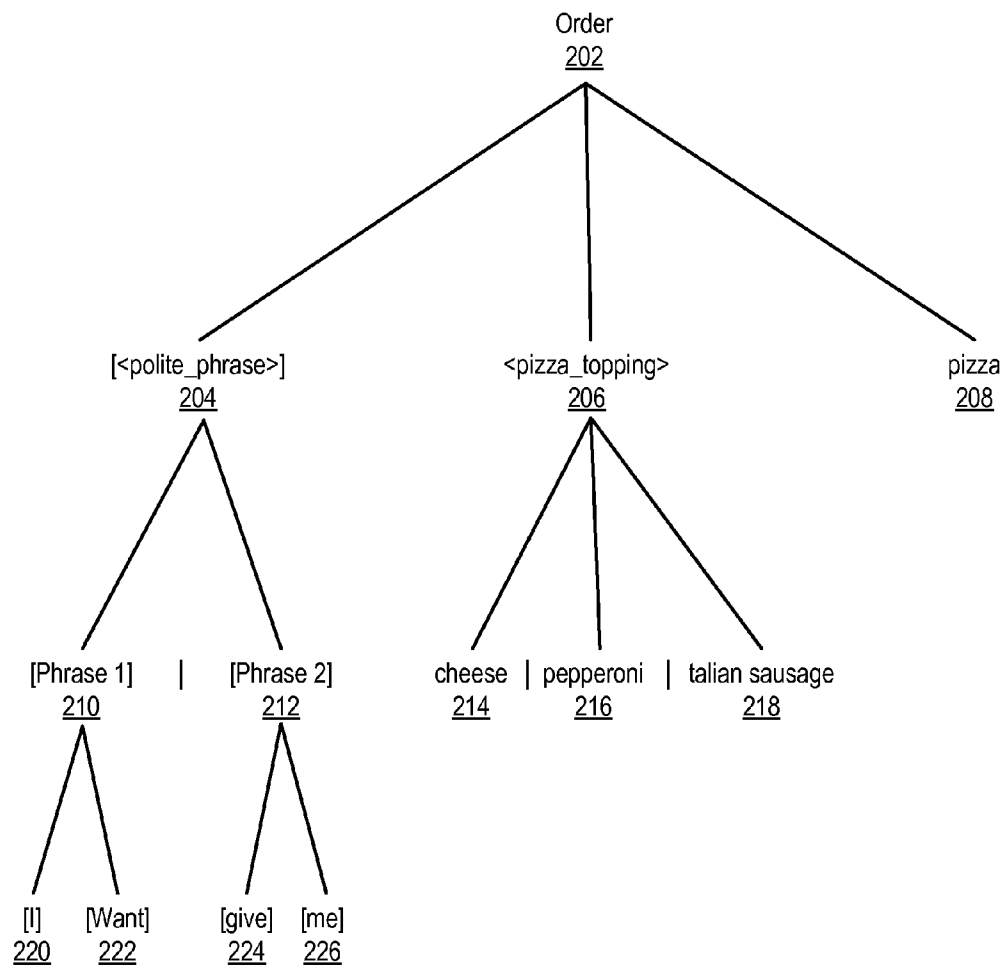 Order
202
[<polite_phrase>] <pizza_topping> pizza
204 206 208
[Phrase 1] | [Phrase 2] cheese | pepperoni | talian sausage
210 212 214 216 218
[I] [Want] [give] [me]
220 222 224 226